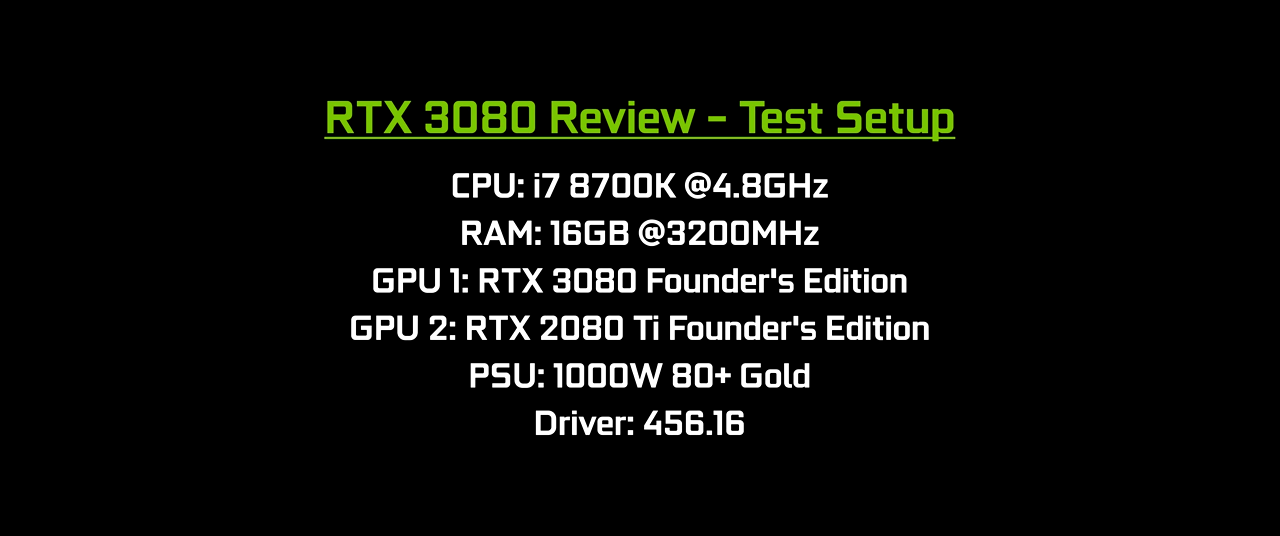 RTX 3080 Review - Test Setup
CPU: i7 8700K @4.8GHz
RAM: 16GB @3200MHz
GPU 1: RTX 3080 Founder's Edition
GPU 2: RTX 2080 Ti Founder's Edition
PSU: 1000W 80+ Gold
Driver: 456.16